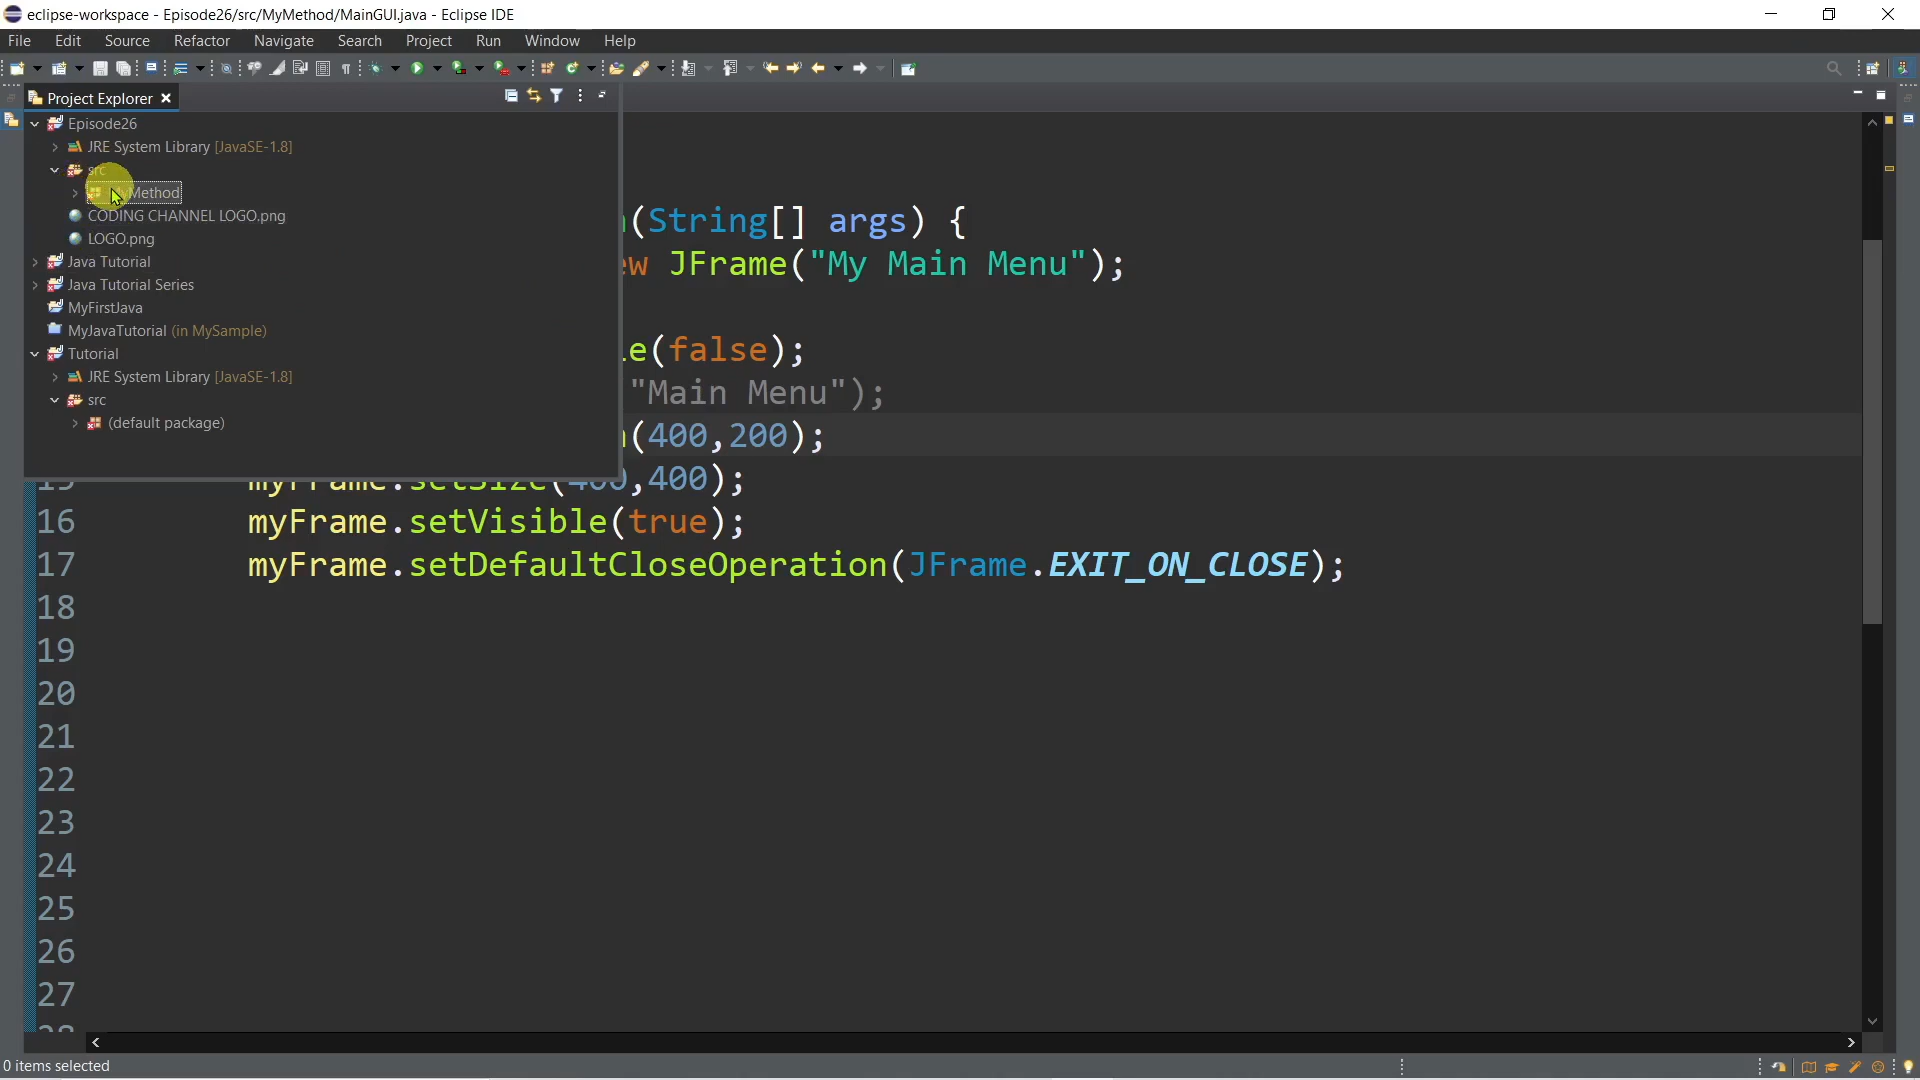 eclipse-workspace - Episode26/src/MyMethod/MainGUI.java - Eclipse IDE
File Edit Source Refactor Navigate Search Project Run Window Help
Project Explorer
Episode26
JRE System Library [JavaSE-1.8]
src
MyMethod
CODING CHANNEL LOGO.png
LOGO.png
Java Tutorial
Java Tutorial Series
MyFirstJava
MyJavaTutorial (in MySample)
Tutorial
JRE System Library [JavaSE-1.8]
src
(default package)
(String[] args) {
ew JFrame("My Main Menu");
le(false);
"Main Menu");
(400,200);
15 myFrame.setSize(400,400);
16 myFrame.setVisible(true);
17 myFrame.setDefaultCloseOperation(JFrame.EXIT_ON_CLOSE);
18
19
20
21
22
23
24
25
26
27
0 items selected